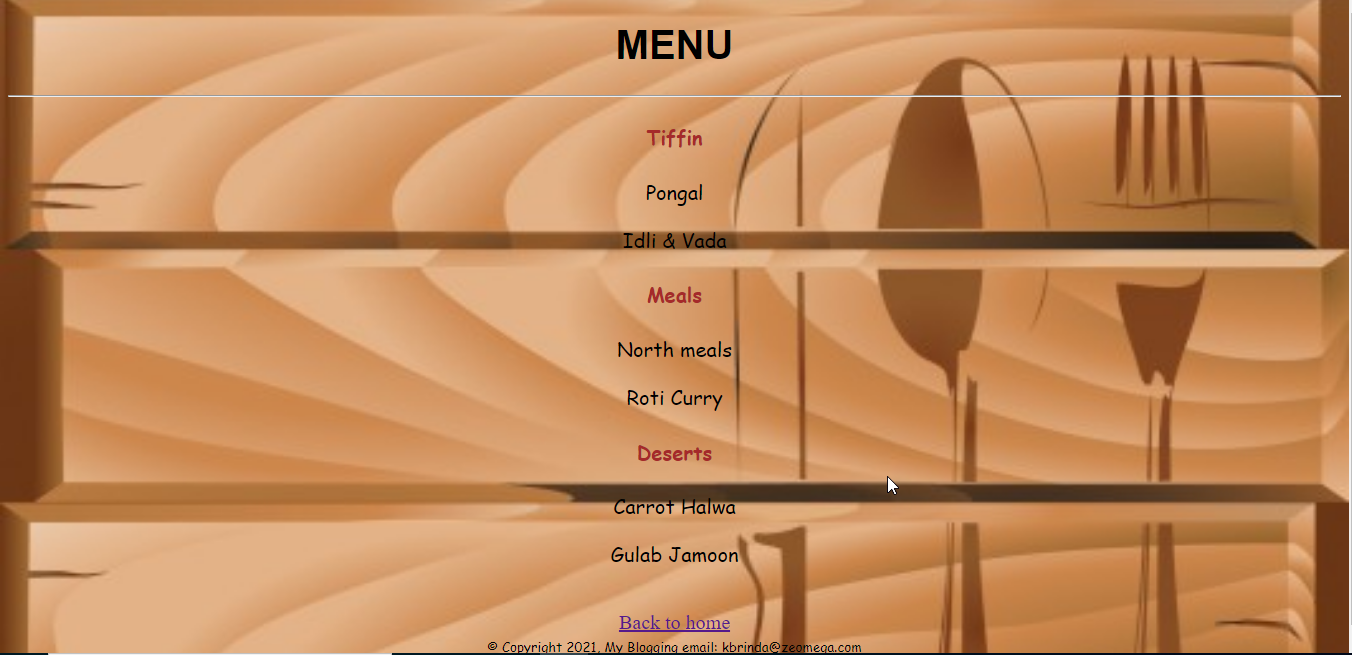 MENU
Tiffin
Pongal
Idli & Vada
Meals
North meals
Roti Curry
Deserts
Carrot Halwa
Gulab Jamoon
Back to home
© Copyright 2021, My Blogging email: kbrinda@zeomega.com